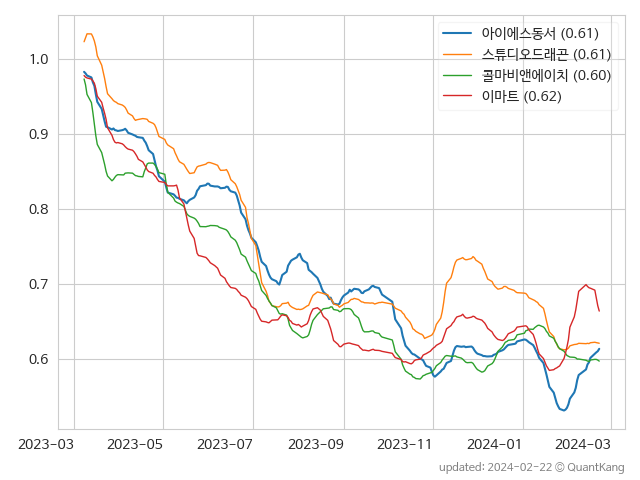 아이에스동서 (0.61)
스튜디오드래곤 (0.61)
콜마비앤에이치 (0.60)
이마트 (0.62)
1.0
0.9
0.8
0.7
0.6
2023-03 2023-05 2023-07 2023-09 2023-11 2024-01 2024-03
updated: 2024-02-22 © QuantKang